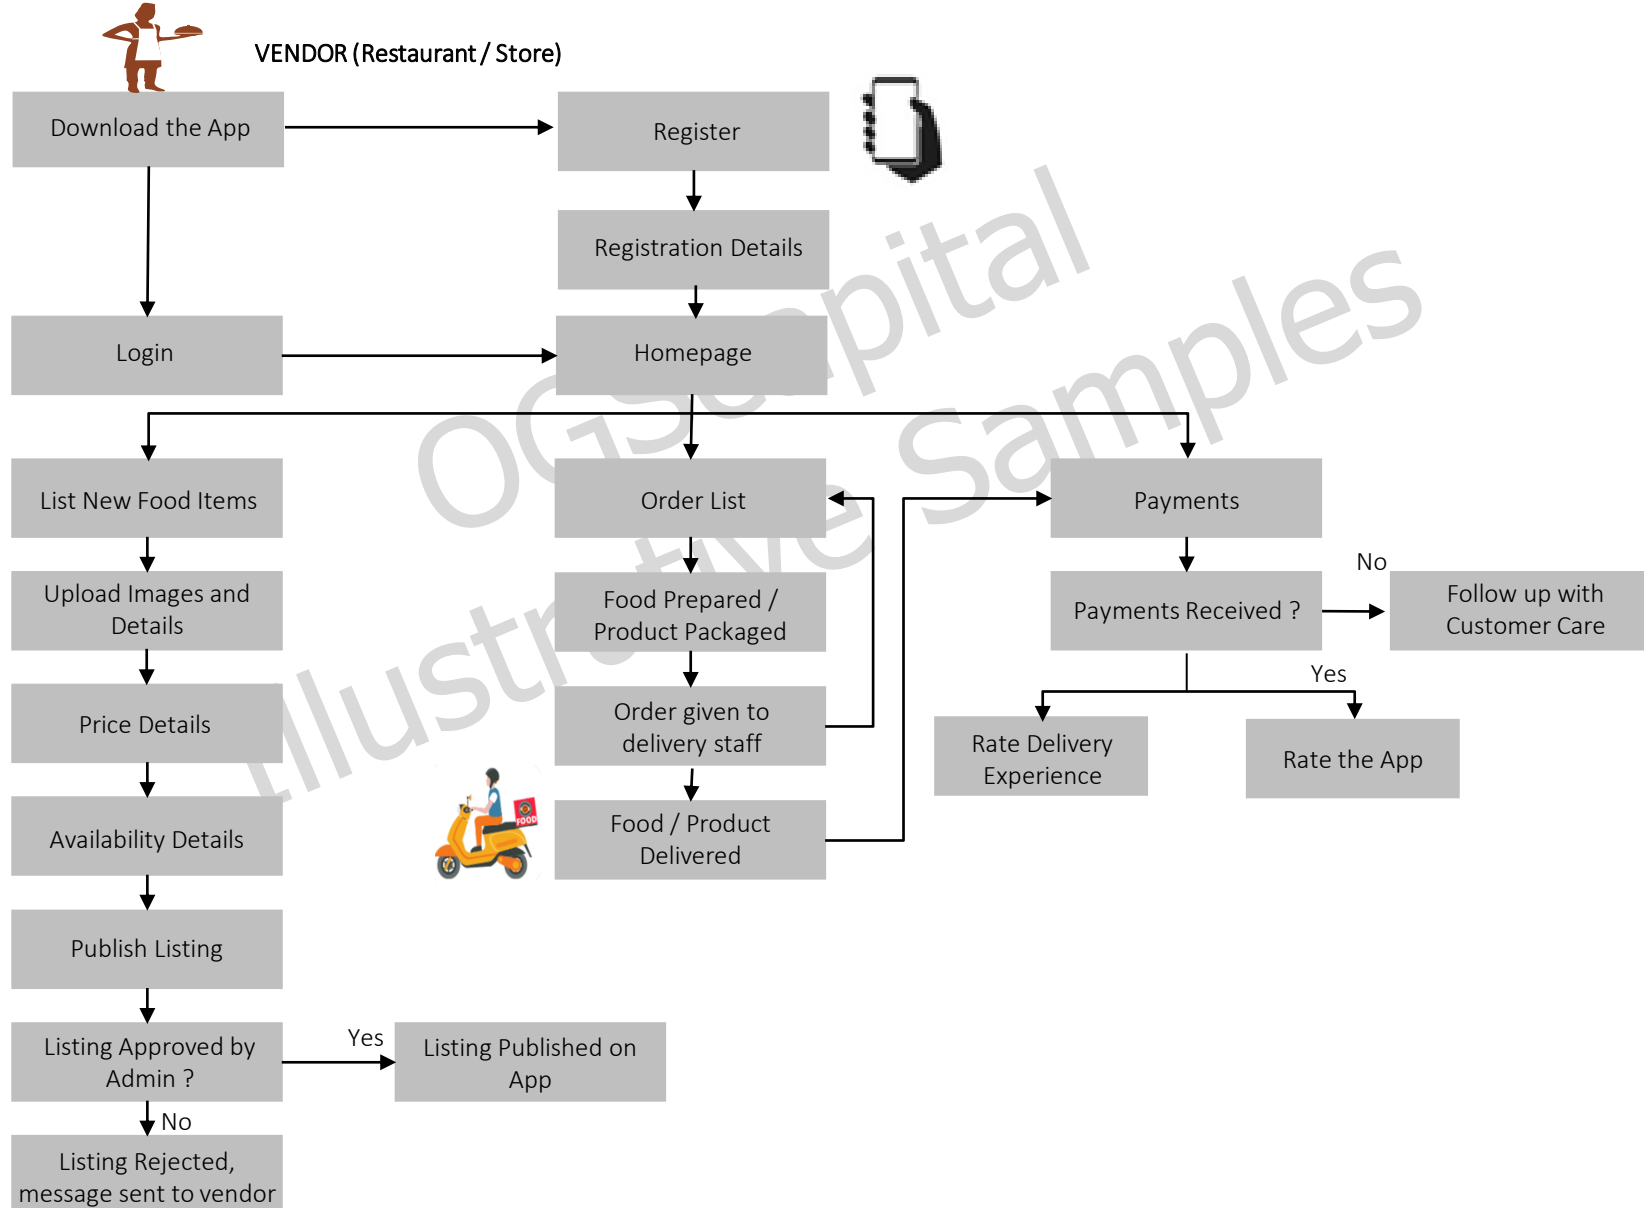 VENDOR (Restaurant / Store)
Download the App
Register
Registration Details
Login
Homepage
List New Food Items
Order List
Payments
Upload Images and
Details
Food Prepared /
Product Packaged
Payments Received ?
No
Follow up with
Customer Care
Yes
Price Details
Order given to
delivery staff
Rate Delivery
Experience
Rate the App
Availability Details
FOOD
Food / Product
Delivered
Publish Listing
Listing Approved by
Admin ?
Yes
Listing Published on
App
No
Listing Rejected,
message sent to vendor
OGScapital
Illustrative Samples